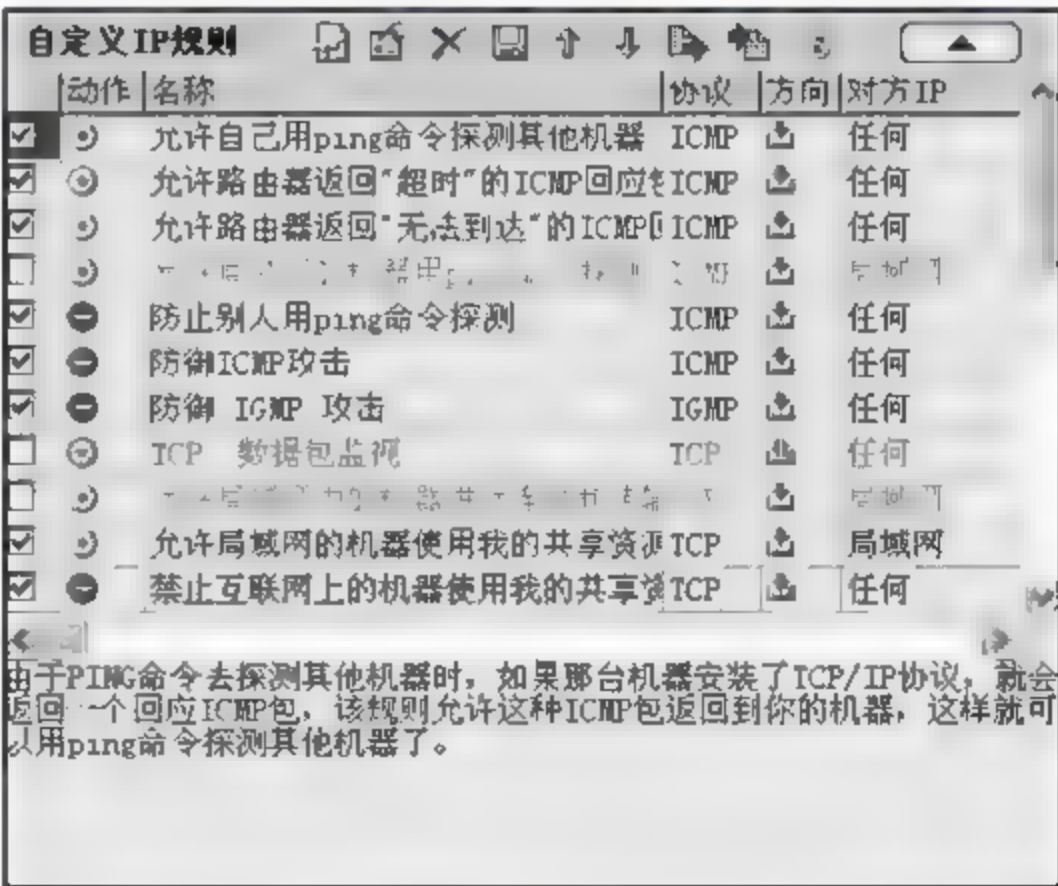 自定义IP规则
动作 名称 协议 方向 对方IP
允许自己用ping命令探测其他机器 ICMP 任何
允许路由器返回"超时"的ICMP回应 ICMP 任何
允许路由器返回"无法到达"的ICMP ICMP 任何
防止别人用ping命令探测 ICMP 任何
防御ICMP攻击 ICMP 任何
防御 IGMP 攻击 IGMP 任何
TCP 数据包监视 TCP 任何
允许局域网的机器使用我的共享资源 TCP 局域网
禁止互联网上的机器使用我的共享资 TCP 任何
由于PING命令去探测其他机器时，如果那台机器安装了TCP/IP协议，就会
返回一个回应ICMP包，该规则允许这种ICMP包返回到你的机器，这样就可
以用ping命令探测其他机器了。